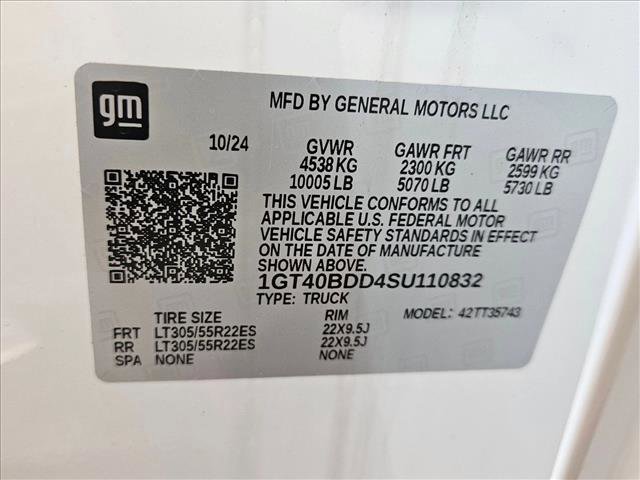 gm
MFD BY GENERAL MOTORS LLC
10/24 GVWR GAWR FRT GAWR RR
4538 KG 2300 KG 2599 KG
10005 LB 5070 LB 5730 LB
THIS VEHICLE CONFORMS TO ALL
APPLICABLE U.S. FEDERAL MOTOR
VEHICLE SAFETY STANDARDS IN EFFECT
ON THE DATE OF MANUFACTURE
SHOWN ABOVE.
1GT40BDD4SU110832
TYPE: TRUCK MODEL: 42TT35743
TIRE SIZE RIM
FRT LT305/55R22ES 22X9.5J
RR LT305/55R22ES 22X9.5J
SPA NONE NONE